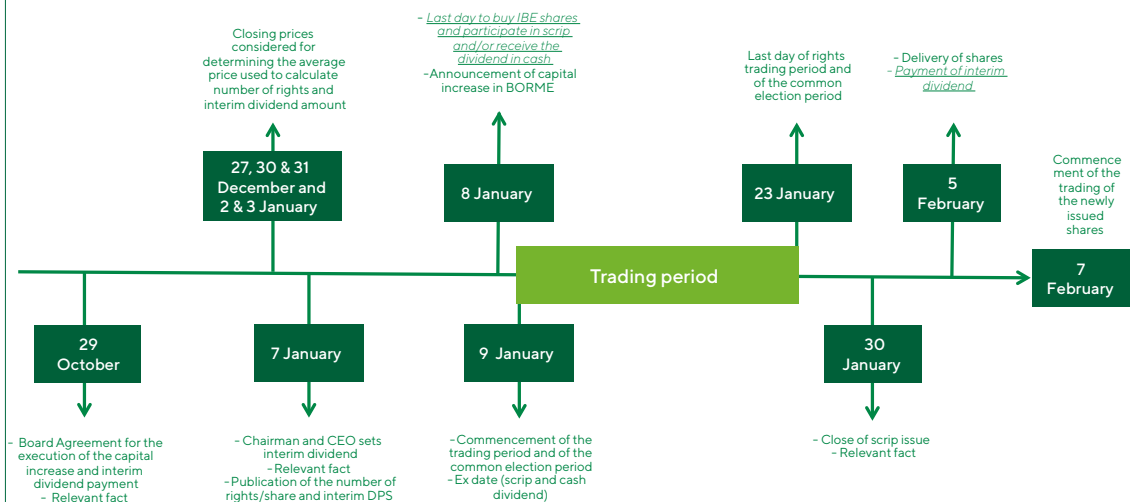 Closing prices
considered for
determining the average
price used to calculate
number of rights and
interim dividend amount
- Last day to buy IBE shares
and participate in scrip
and/or receive the
dividend in cash
- Announcement of capital
increase in BORME
Last day of rights
trading period and
of the common
election period
- Delivery of shares
- Payment of interim
dividend
27, 30 & 31
December and
2 & 3 January
8 January
23 January
5
February
Commence
ment of the
trading of
the newly
issued
shares
Trading period
7
February
29
October
7 January
9 January
30
January
- Board Agreement for the
execution of the capital
increase and interim
dividend payment
- Relevant fact
- Chairman and CEO sets
interim dividend
- Relevant fact
- Publication of the number of
rights/share and interim DPS
- Commencement of the
trading period and of the
common election period
- Ex date (scrip and cash
dividend)
- Close of scrip issue
- Relevant fact